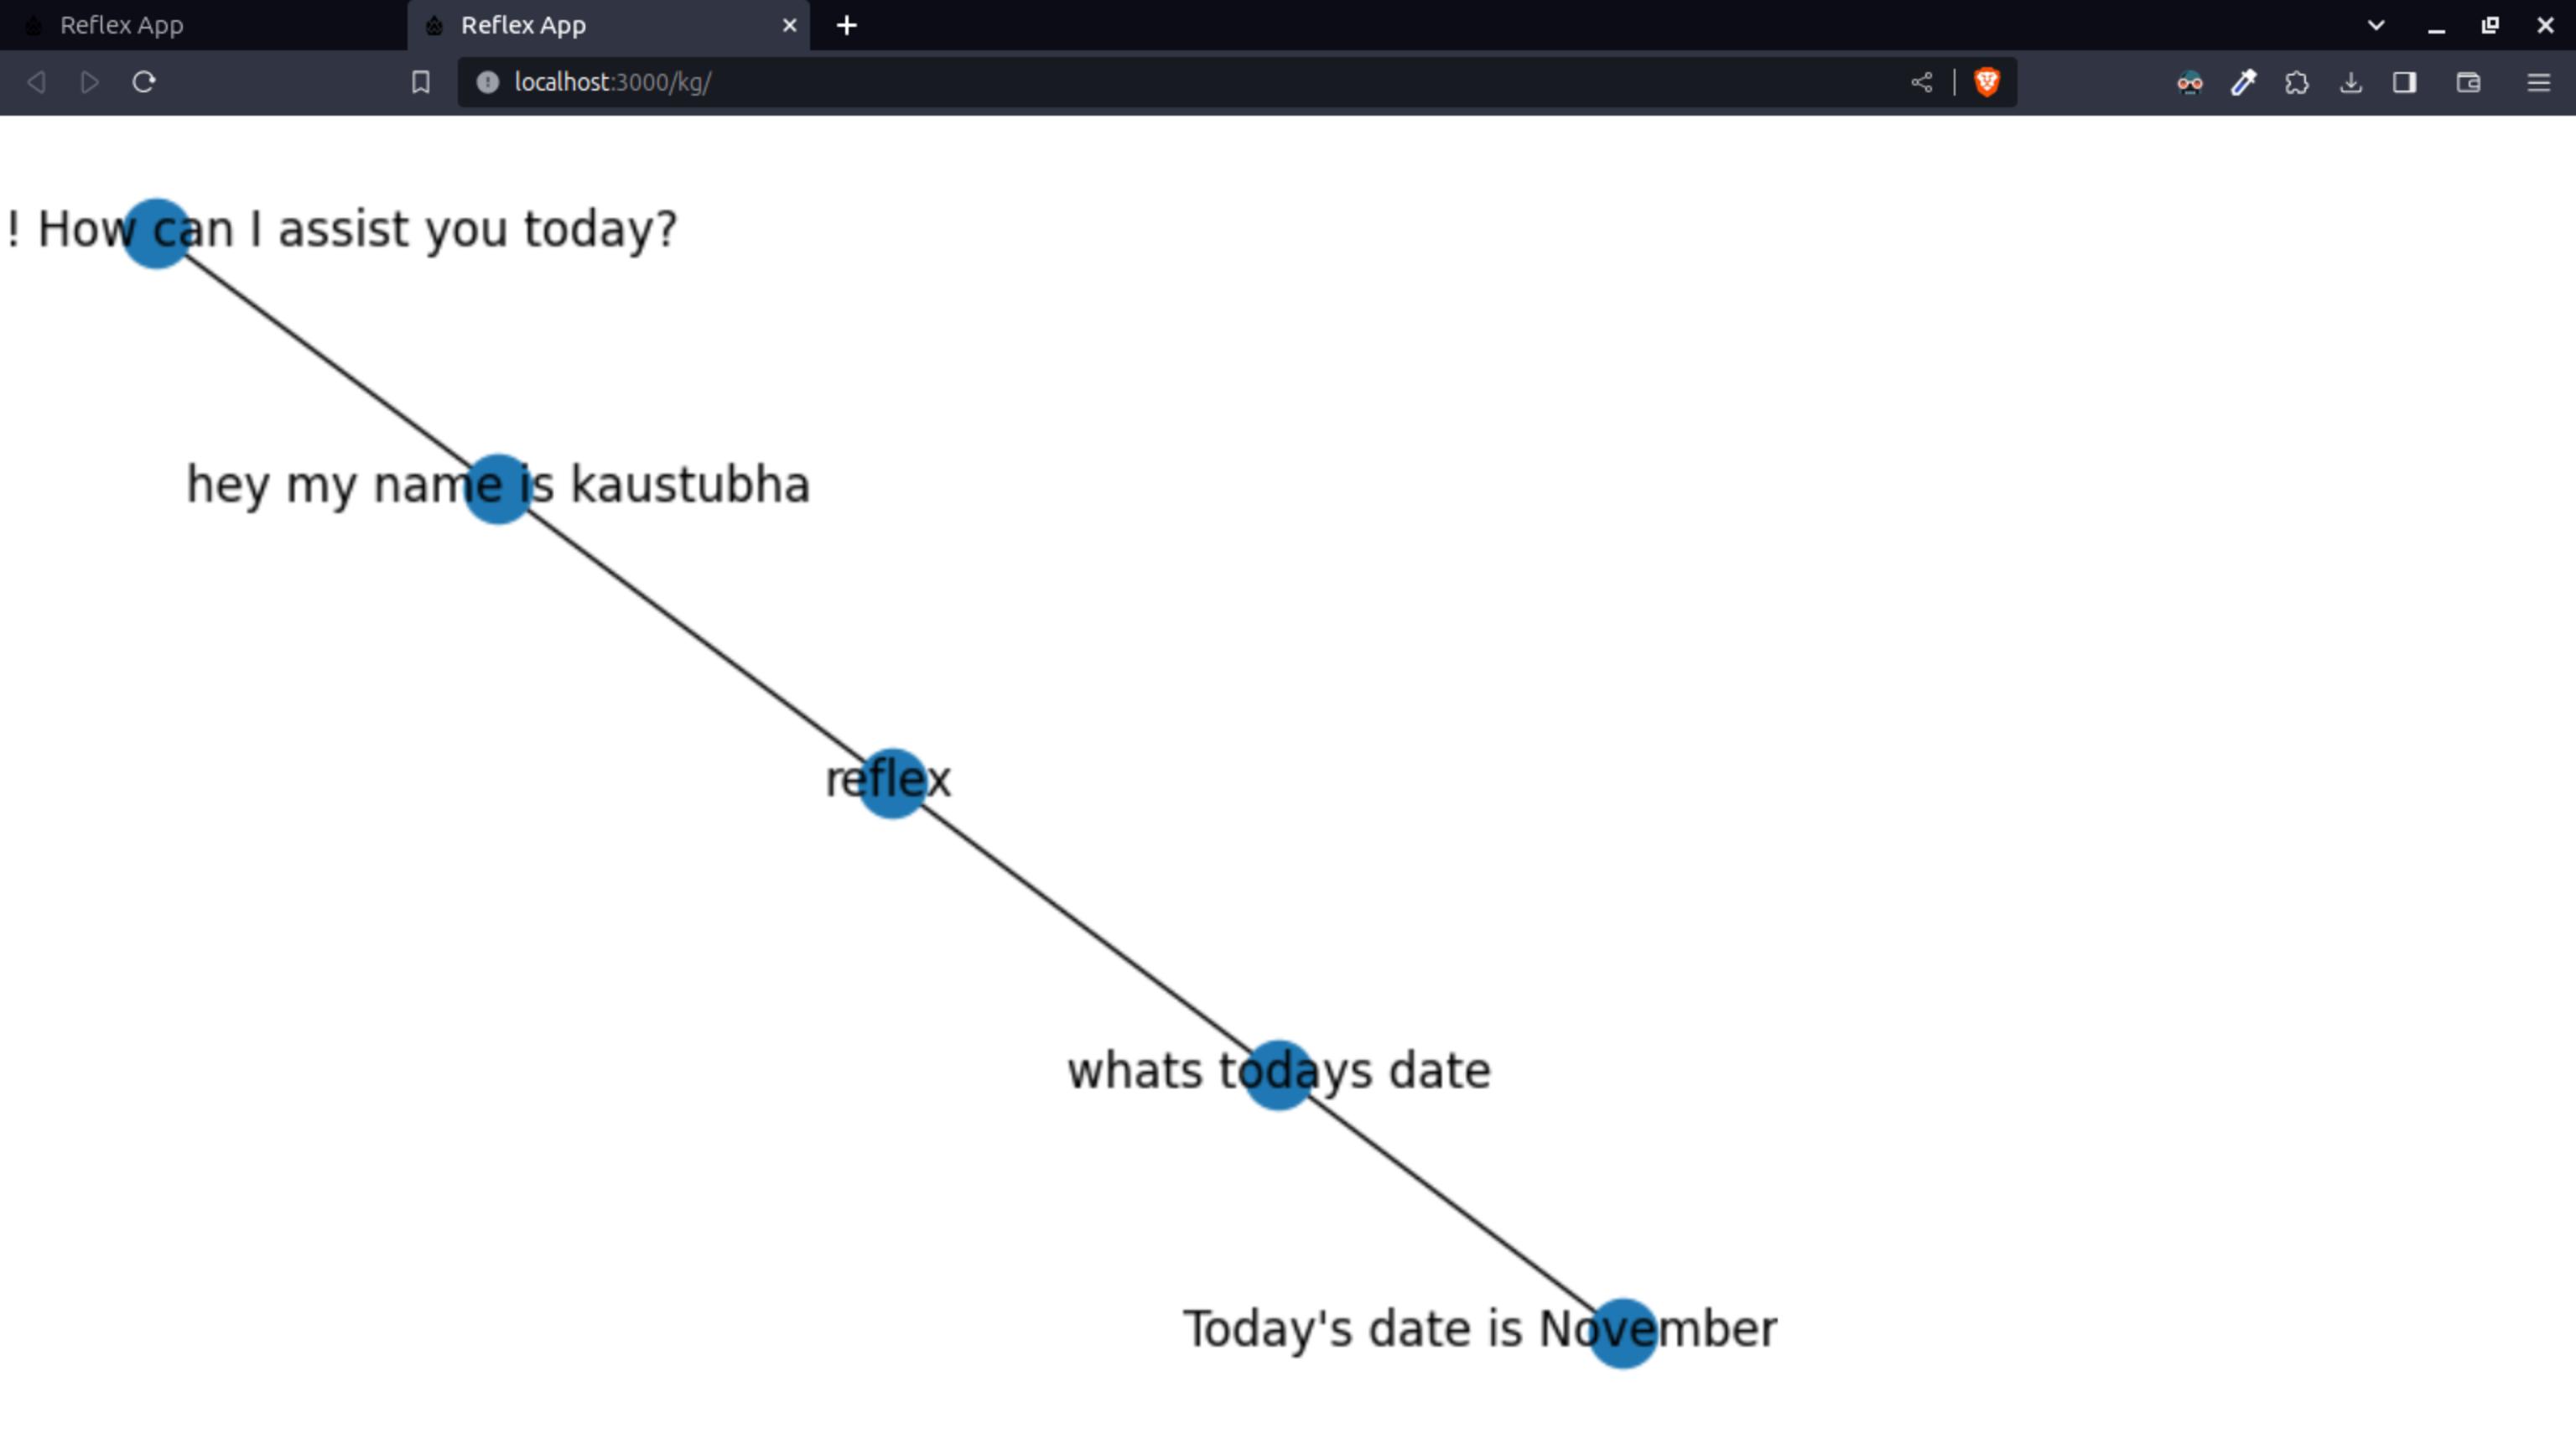 Reflex App
Reflex App
localhost:3000/kg/
! How can I assist you today?
hey my name is kaustubha
reflex
whats todays date
Today's date is November